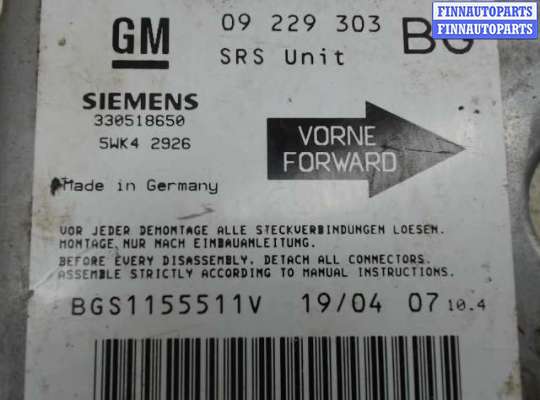 FINNAUTOPARTS
FINNAUTOPARTS
GM
09 229 303
BG
SRS Unit
SIEMENS
330518650
5WK4 2926
VORNE
FORWARD
Made in Germany
VOR JEDER DEMONTAGE ALLE STECKVERBINDUNGEN LOESEN.
MONTAGE NUR NACH EINBAUANLEITUNG.
BEFORE EVERY DISASSEMBLY, DETACH ALL CONNECTORS.
ASSEMBLE STRICTLY ACCORDING TO MANUAL INSTRUCTIONS.
BGS1155511V 19/04 07 10.4